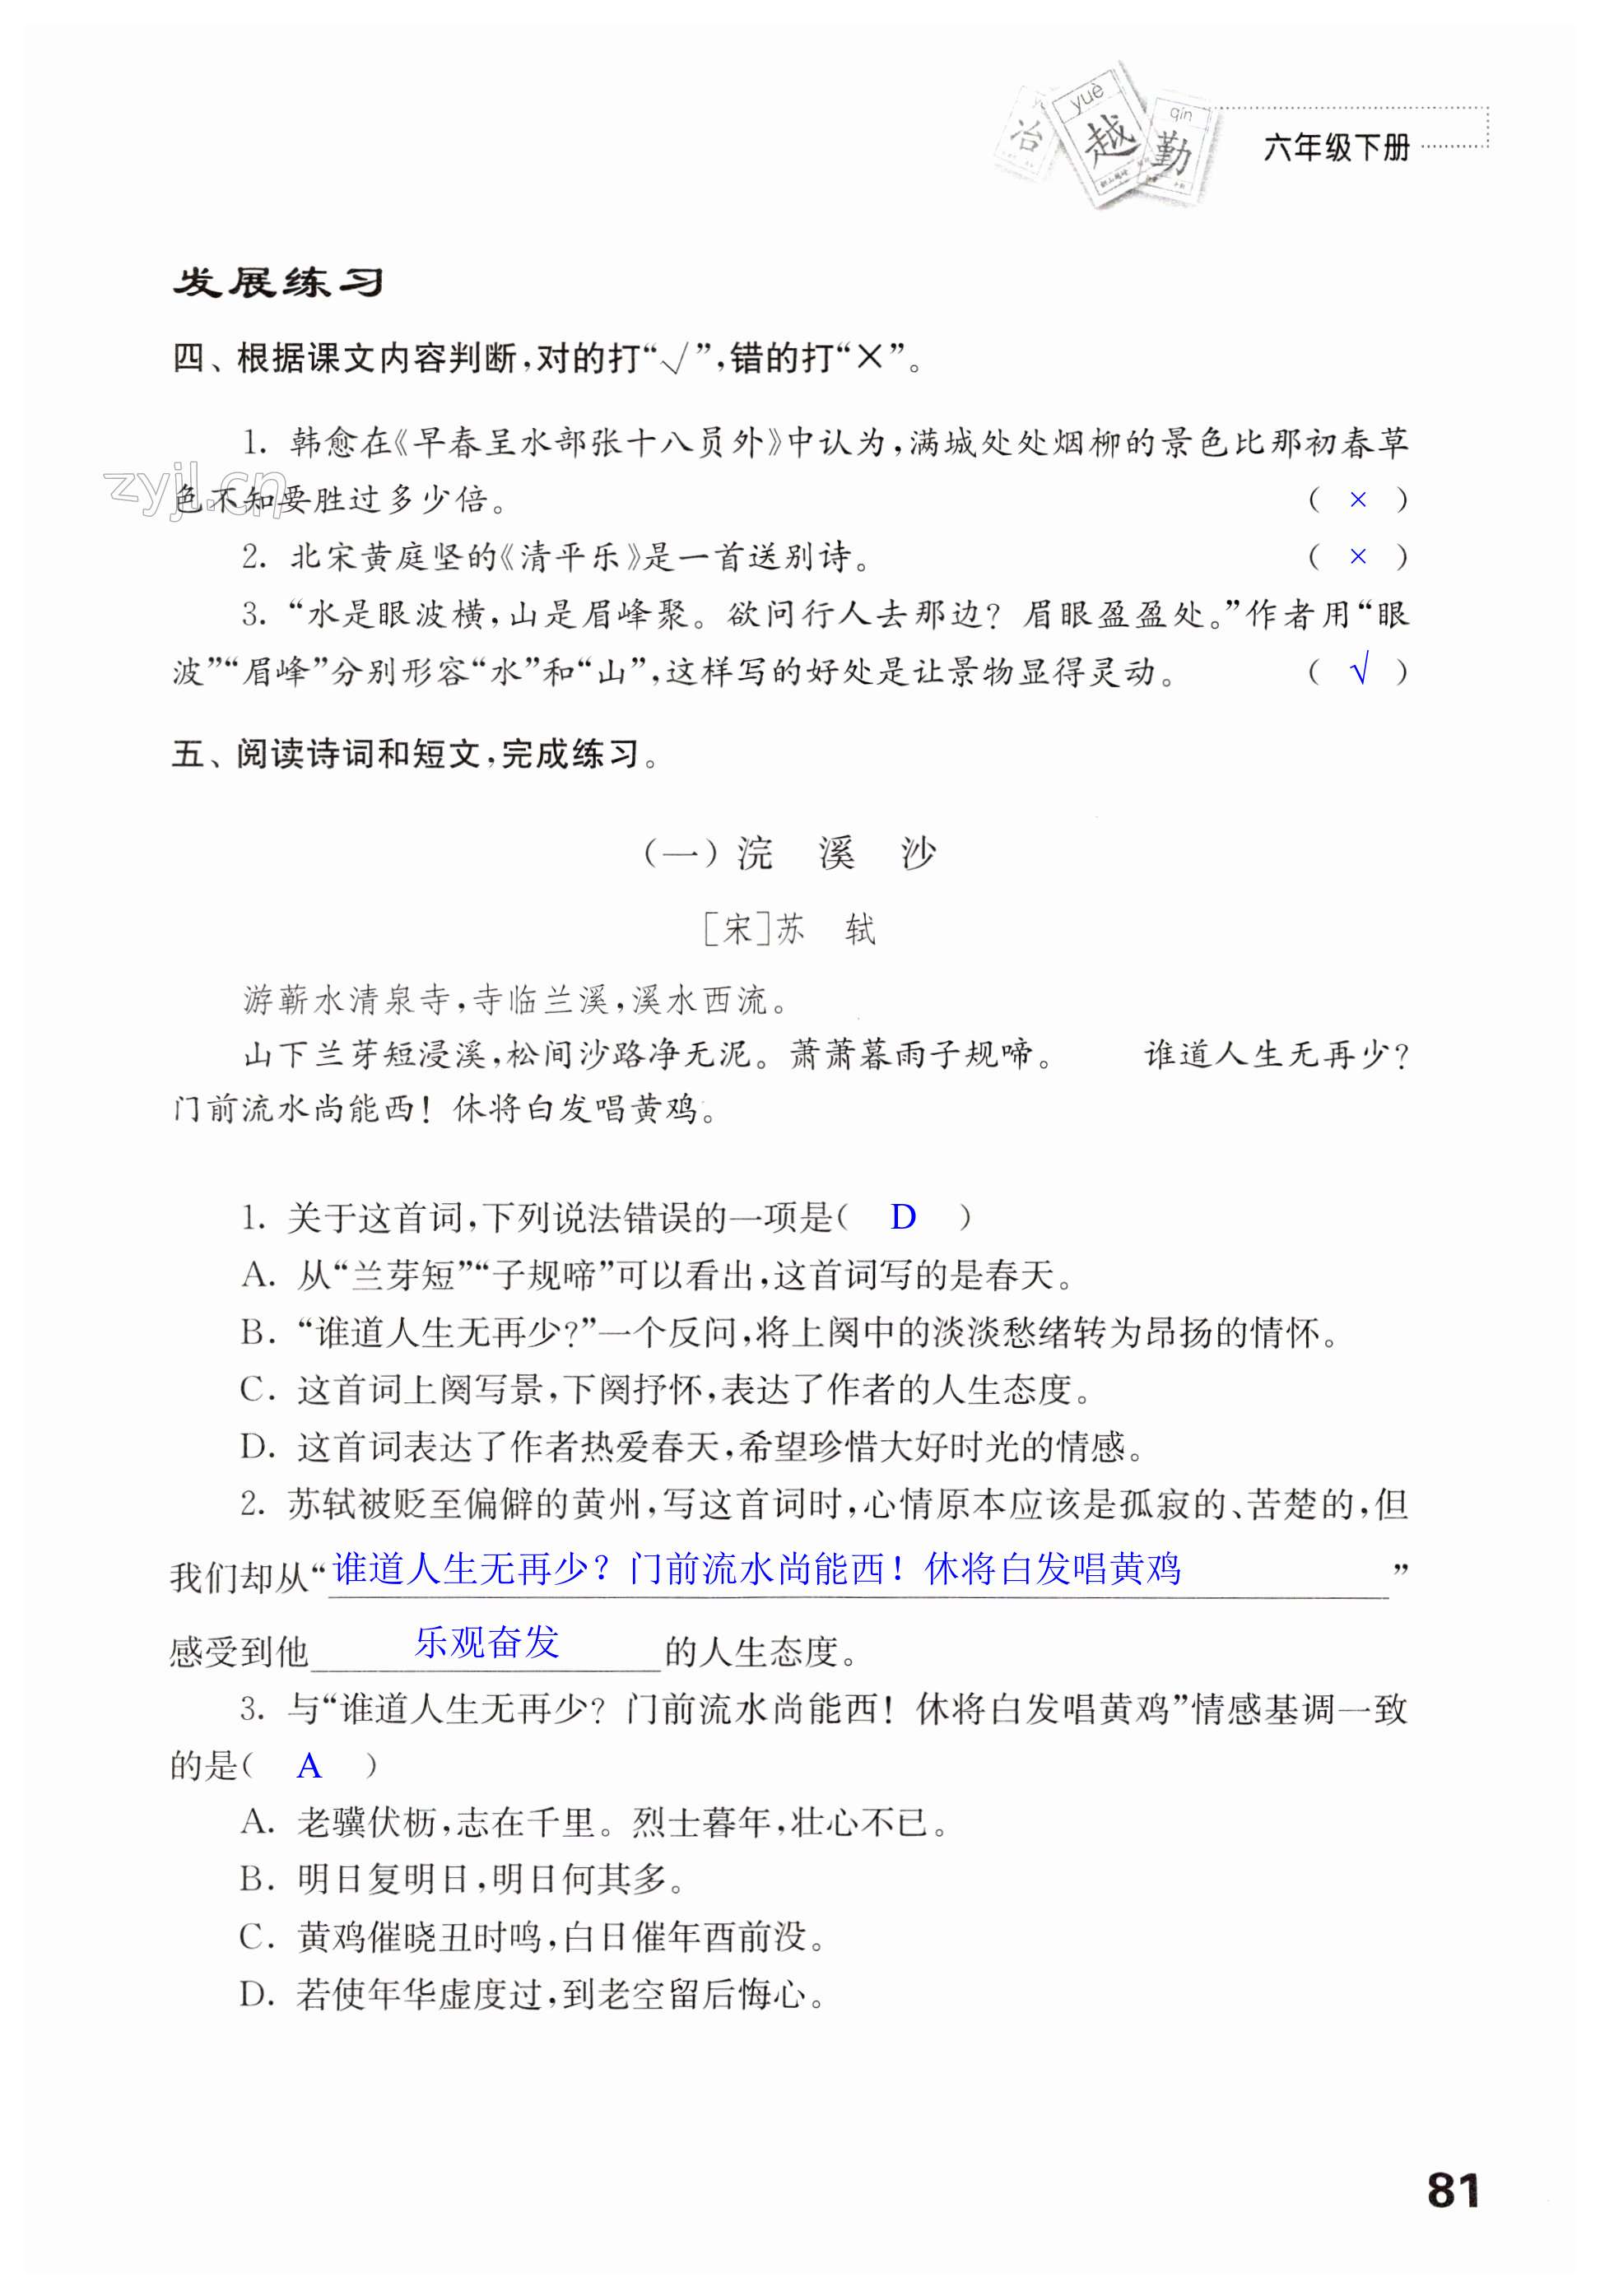 yuè
qín
冶
越
勤
六年级下册
发展练习
四、根据课文内容判断,对的打“√”,错的打“×”。
1. 韩愈在《早春呈水部张十八员外》中认为,满城处处烟柳的景色比那初春草
色不知要胜过多少倍。 ( × )
zyjl.cn
2. 北宋黄庭坚的《清平乐》是一首送别诗。 ( × )
3. “水是眼波横,山是眉峰聚。欲问行人去那边? 眉眼盈盈处。”作者用“眼
波”“眉峰”分别形容“水”和“山”,这样写的好处是让景物显得灵动。 ( √ )
五、阅读诗词和短文,完成练习。
(一)浣 溪 沙
[宋]苏 轼
游蕲水清泉寺,寺临兰溪,溪水西流。
山下兰芽短浸溪,松间沙路净无泥。萧萧暮雨子规啼。 谁道人生无再少?
门前流水尚能西! 休将白发唱黄鸡。
1. 关于这首词,下列说法错误的一项是( D )
A. 从“兰芽短”“子规啼”可以看出,这首词写的是春天。
B. “谁道人生无再少?”一个反问,将上阕中的淡淡愁绪转为昂扬的情怀。
C. 这首词上阕写景,下阕抒怀,表达了作者的人生态度。
D. 这首词表达了作者热爱春天,希望珍惜大好时光的情感。
2. 苏轼被贬至偏僻的黄州,写这首词时,心情原本应该是孤寂的、苦楚的,但
我们却从“谁道人生无再少？门前流水尚能西！休将白发唱黄鸡”
感受到他 乐观奋发 的人生态度。
3. 与“谁道人生无再少? 门前流水尚能西! 休将白发唱黄鸡”情感基调一致
的是( A )
A. 老骥伏枥,志在千里。烈士暮年,壮心不已。
B. 明日复明日,明日何其多。
C. 黄鸡催晓丑时鸣,白日催年酉前没。
D. 若使年华虚度过,到老空留后悔心。
81